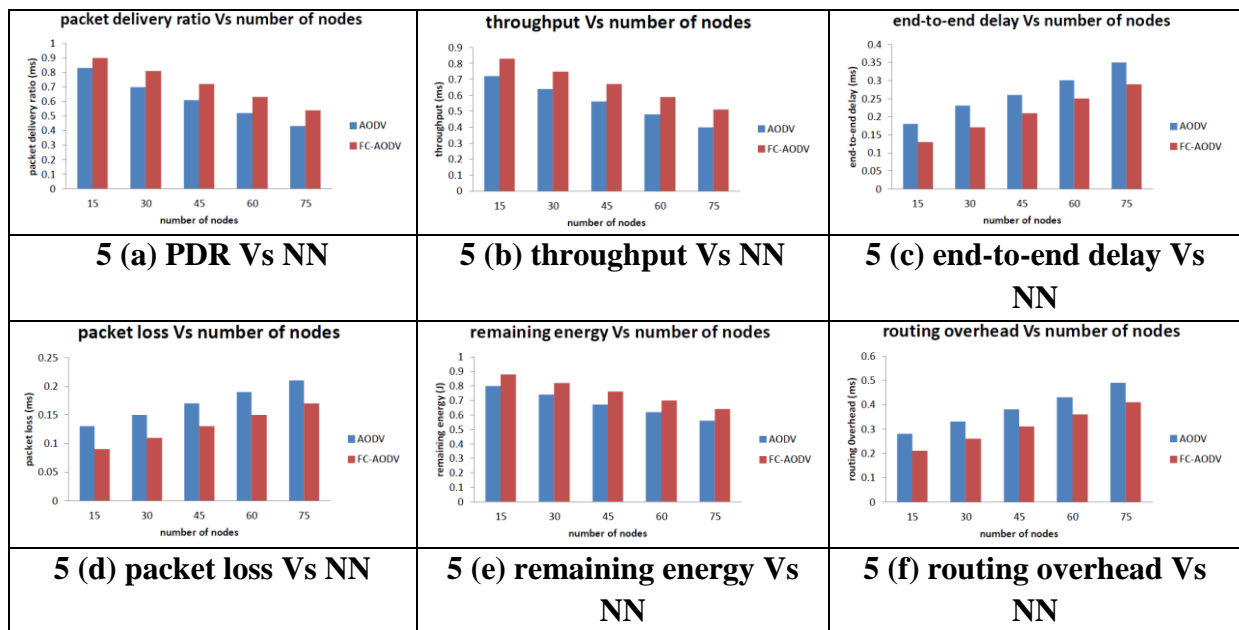 packet delivery ratio Vs number of nodes
packet delivery ratio (ms)
1
0.9
0.8
0.7
0.6
0.5
0.4
0.3
0.2
0.1
0
15 30 45 60 75
number of nodes
AODV
FC-AODV
5 (a) PDR Vs NN
throughput Vs number of nodes
throughput (ms)
0.9
0.8
0.7
0.6
0.5
0.4
0.3
0.2
0.1
0
15 30 45 60 75
number of nodes
AODV
FC-AODV
5 (b) throughput Vs NN
end-to-end delay Vs number of nodes
end-to-end delay (ms)
0.4
0.35
0.3
0.25
0.2
0.15
0.1
0.05
0
15 30 45 60 75
number of nodes
AODV
FC-AODV
5 (c) end-to-end delay Vs
NN
packet loss Vs number of nodes
packet loss (ms)
0.25
0.2
0.15
0.1
0.05
0
15 30 45 60 75
number of nodes
AODV
FC-AODV
5 (d) packet loss Vs NN
remaining energy Vs number of nodes
remaining energy (J)
1
0.9
0.8
0.7
0.6
0.5
0.4
0.3
0.2
0.1
0
15 30 45 60 75
number of nodes
AODV
FC-AODV
5 (e) remaining energy Vs
NN
routing overhead Vs number of nodes
routing Overhead (ms)
0.6
0.5
0.4
0.3
0.2
0.1
0
15 30 45 60 75
number of nodes
AODV
FC-AODV
5 (f) routing overhead Vs
NN